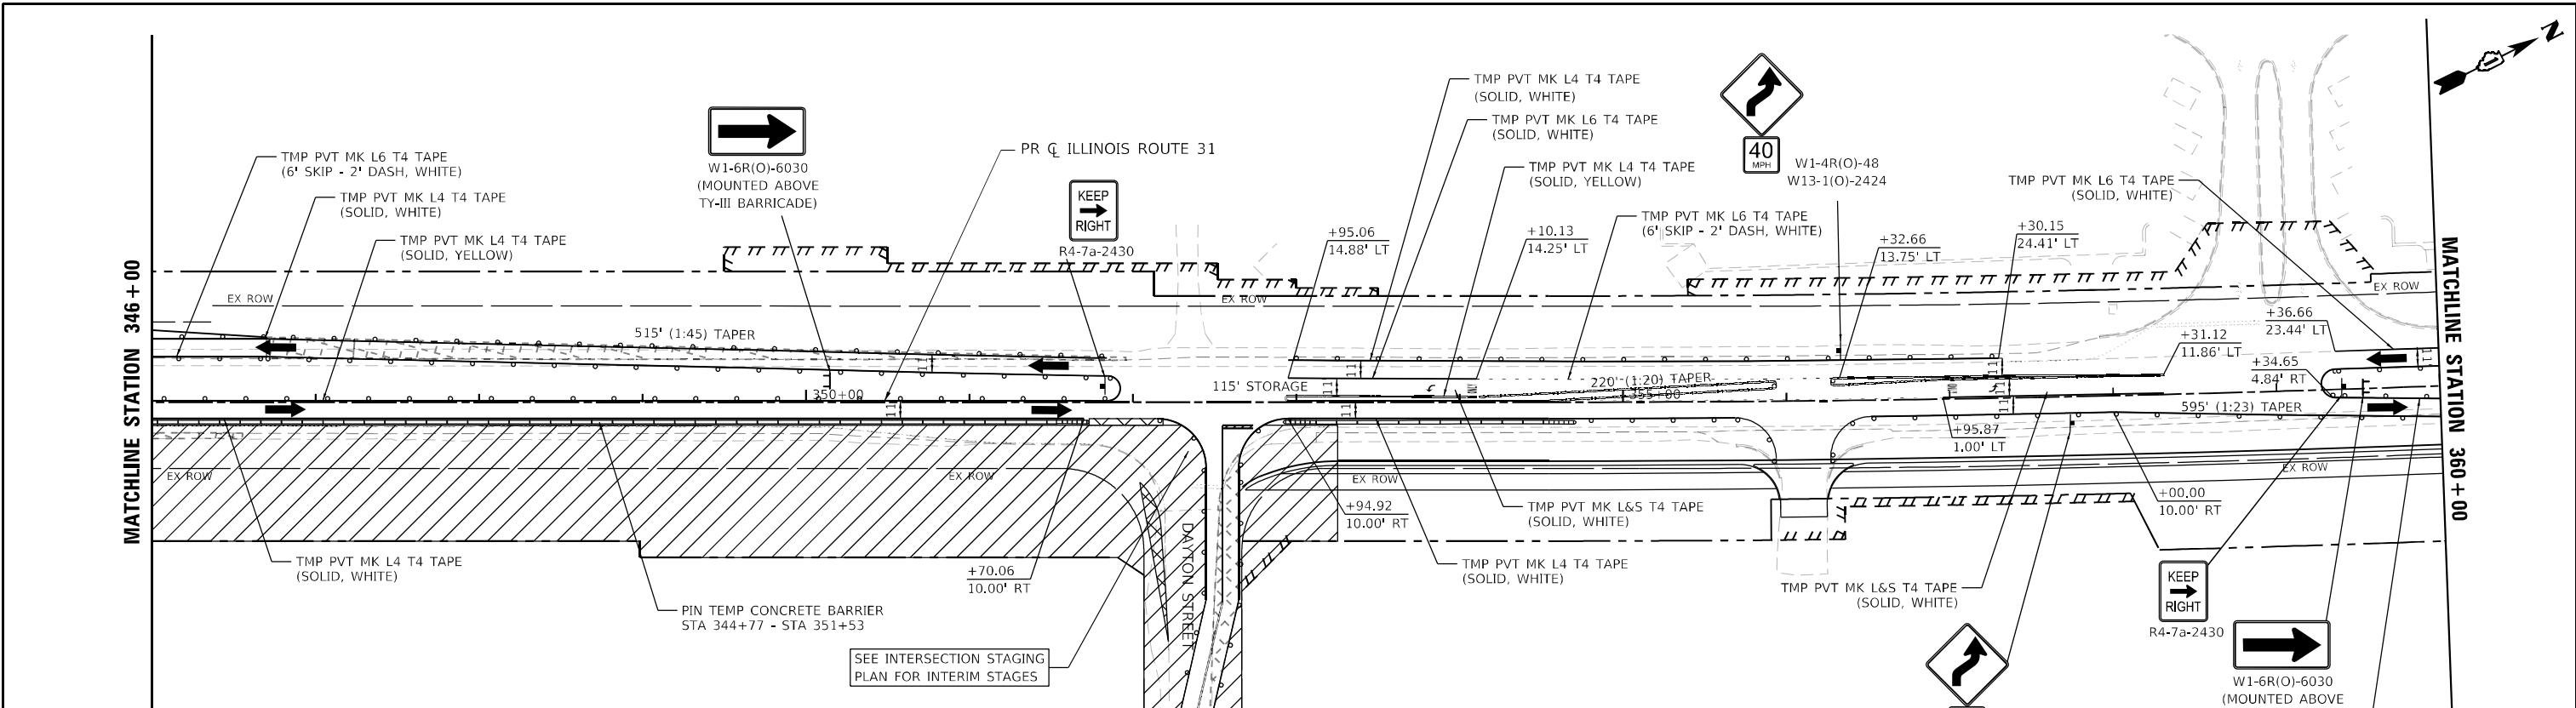 MATCHLINE STATION 346+00
TMP PVT MK L6 T4 TAPE
(6' SKIP - 2' DASH, WHITE)
TMP PVT MK L4 T4 TAPE
(SOLID, WHITE)
TMP PVT MK L4 T4 TAPE
(SOLID, YELLOW)
W1-6R(O)-6030
(MOUNTED ABOVE
TY-III BARRICADE)
PR ℄ ILLINOIS ROUTE 31
KEEP
RIGHT
R4-7a-2430
TMP PVT MK L4 T4 TAPE
(SOLID, WHITE)
TMP PVT MK L6 T4 TAPE
(SOLID, WHITE)
TMP PVT MK L4 T4 TAPE
(SOLID, YELLOW)
TMP PVT MK L6 T4 TAPE
(6' SKIP - 2' DASH, WHITE)
+95.06
14.88' LT
+10.13
14.25' LT
40
MPH
W1-4R(O)-48
W13-1(O)-2424
+32.66
13.75' LT
+30.15
24.41' LT
TMP PVT MK L6 T4 TAPE
(SOLID, WHITE)
N
EX ROW
EX ROW
EX ROW
515' (1:45) TAPER
11
350+00
11
115' STORAGE
11
11
11
220' (1:20) TAPER
355+00
11
11
+31.12
11.86' LT
+36.66
23.44' LT
+34.65
4.84' RT
11
595' (1:23) TAPER
+95.87
1.00' LT
EX ROW
EX ROW
EX ROW
EX ROW
+94.92
10.00' RT
+00.00
10.00' RT
TMP PVT MK L&S T4 TAPE
(SOLID, WHITE)
TMP PVT MK L4 T4 TAPE
(SOLID, WHITE)
TMP PVT MK L4 T4 TAPE
(SOLID, WHITE)
+70.06
10.00' RT
PIN TEMP CONCRETE BARRIER
STA 344+77 - STA 351+53
SEE INTERSECTION STAGING
PLAN FOR INTERIM STAGES
DAYTON STREET
TMP PVT MK L&S T4 TAPE
(SOLID, WHITE)
KEEP
RIGHT
R4-7a-2430
W1-6R(O)-6030
(MOUNTED ABOVE
MATCHLINE STATION 360+00